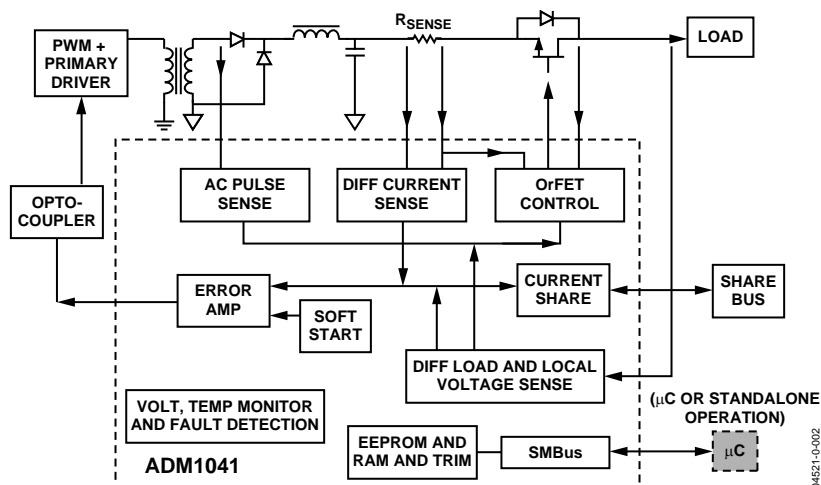 R_SENSE
PWM +
PRIMARY
DRIVER
LOAD
AC PULSE
SENSE
DIFF CURRENT
SENSE
OrFET
CONTROL
OPTO-
COUPLER
ERROR
AMP
SOFT
START
CURRENT
SHARE
SHARE
BUS
DIFF LOAD AND LOCAL
VOLTAGE SENSE
VOLT, TEMP MONITOR
AND FAULT DETECTION
(μC OR STANDALONE
OPERATION)
EEPROM AND
RAM AND TRIM
SMBus
μC
ADM1041
04521-0-002